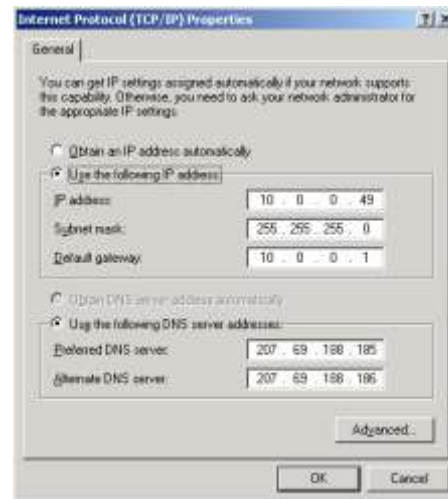 Internet Protocol (TCP/IP) Properties
General
You can get IP settings assigned automatically if your network supports
this capability. Otherwise, you need to ask your network administrator for
the appropriate IP settings.
Obtain an IP address automatically
Use the following IP address:
IP address: 10 . 0 . 0 . 49
Subnet mask: 255 . 255 . 255 . 0
Default gateway: 10 . 0 . 0 . 1
Obtain DNS server address automatically
Use the following DNS server addresses:
Preferred DNS server: 207 . 69 . 188 . 185
Alternate DNS server: 207 . 69 . 188 . 186
Advanced...
OK Cancel